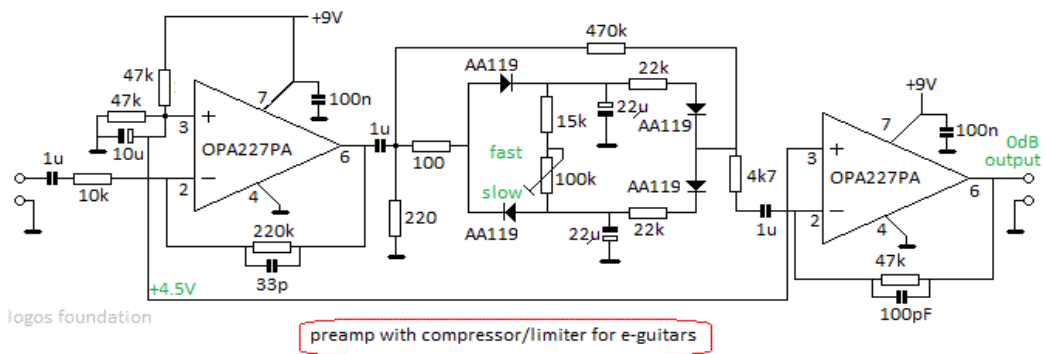 +9V
470k
47k
AA119
22k
47k
7
100n
22u
AA119
+9V
3
+
1u
15k
7
100n
0dB
output
10u
OPA227PA
6
100
fast
3
+
1u
2
−
slow
100k
AA119
4k7
OPA227PA
6
10k
4
220
AA119
22u
22k
1u
2
−
4
220k
47k
33p
+4.5V
100pF
logos foundation
preamp with compressor/limiter for e-guitars